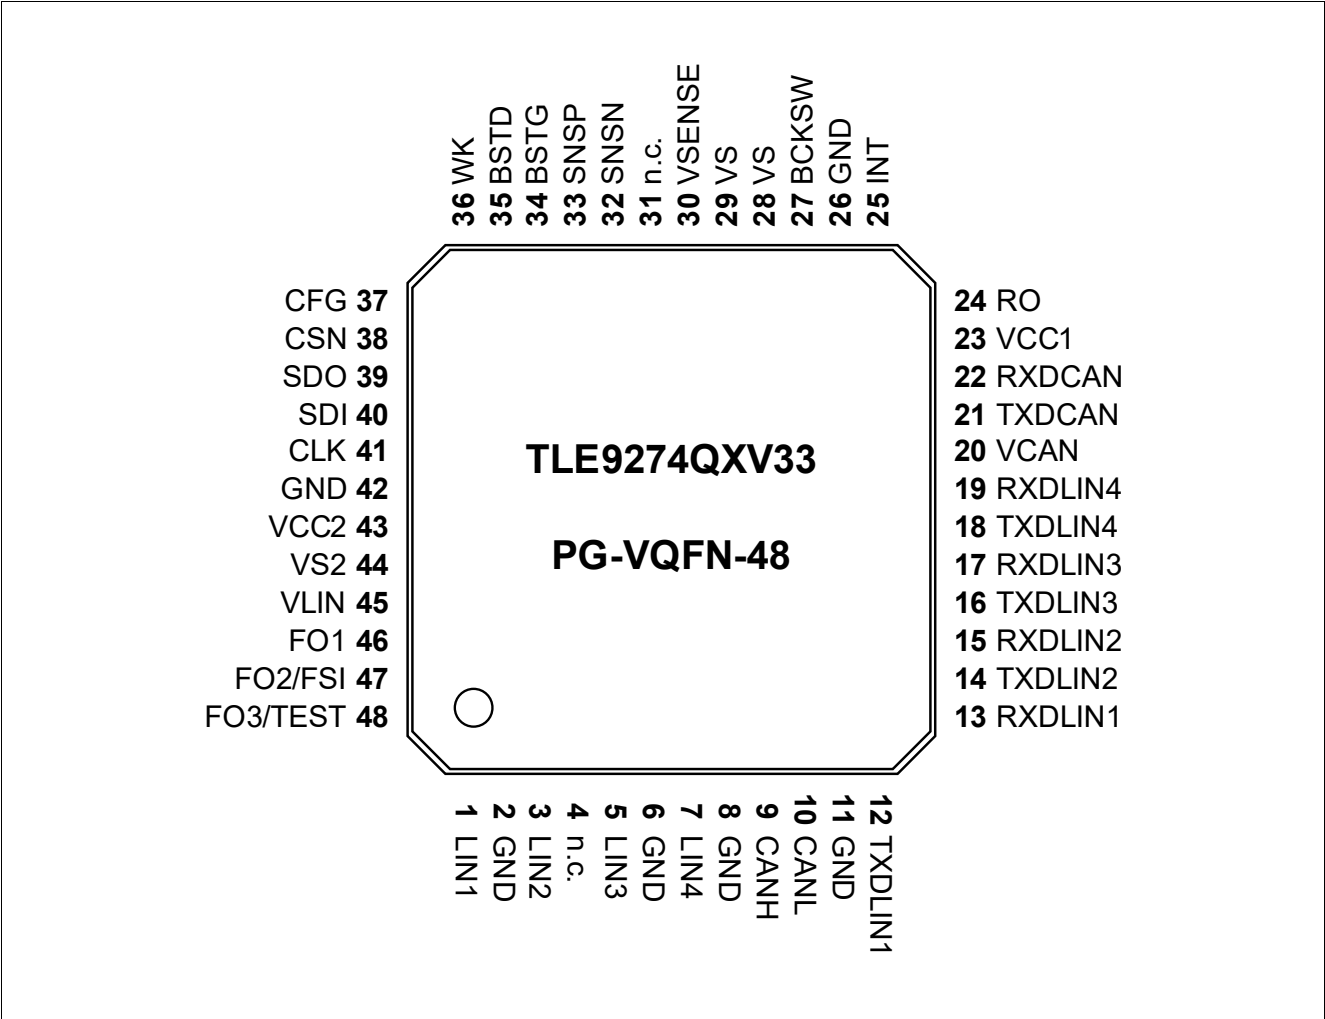 36 WK
35 BSTD
34 BSTG
33 SNSP
32 SNSN
31 n.c.
30 VSENSE
29 VS
28 VS
27 BCKSW
26 GND
25 INT
CFG 37
CSN 38
SDO 39
SDI 40
CLK 41
GND 42
VCC2 43
VS2 44
VLIN 45
FO1 46
FO2/FSI 47
FO3/TEST 48
TLE9274QXV33
PG-VQFN-48
24 RO
23 VCC1
22 RXDCAN
21 TXDCAN
20 VCAN
19 RXDLIN4
18 TXDLIN4
17 RXDLIN3
16 TXDLIN3
15 RXDLIN2
14 TXDLIN2
13 RXDLIN1
1 LIN1
2 GND
3 LIN2
4 n.c.
5 LIN3
6 GND
7 LIN4
8 GND
9 CANH
10 CANL
11 GND
12 TXDLIN1